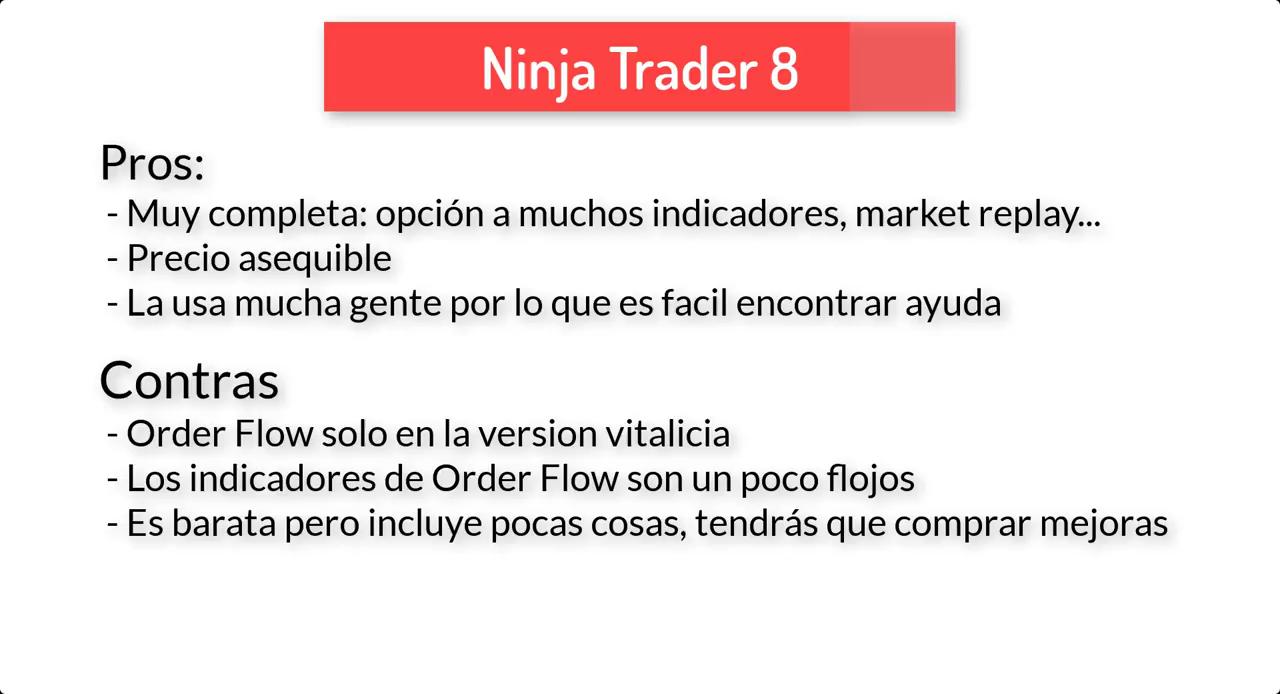 Ninja Trader 8
Pros:
- Muy completa: opción a muchos indicadores, market replay...
- Precio asequible
- La usa mucha gente por lo que es facil encontrar ayuda
Contras
- Order Flow solo en la version vitalicia
- Los indicadores de Order Flow son un poco flojos
- Es barata pero incluye pocas cosas, tendrás que comprar mejoras